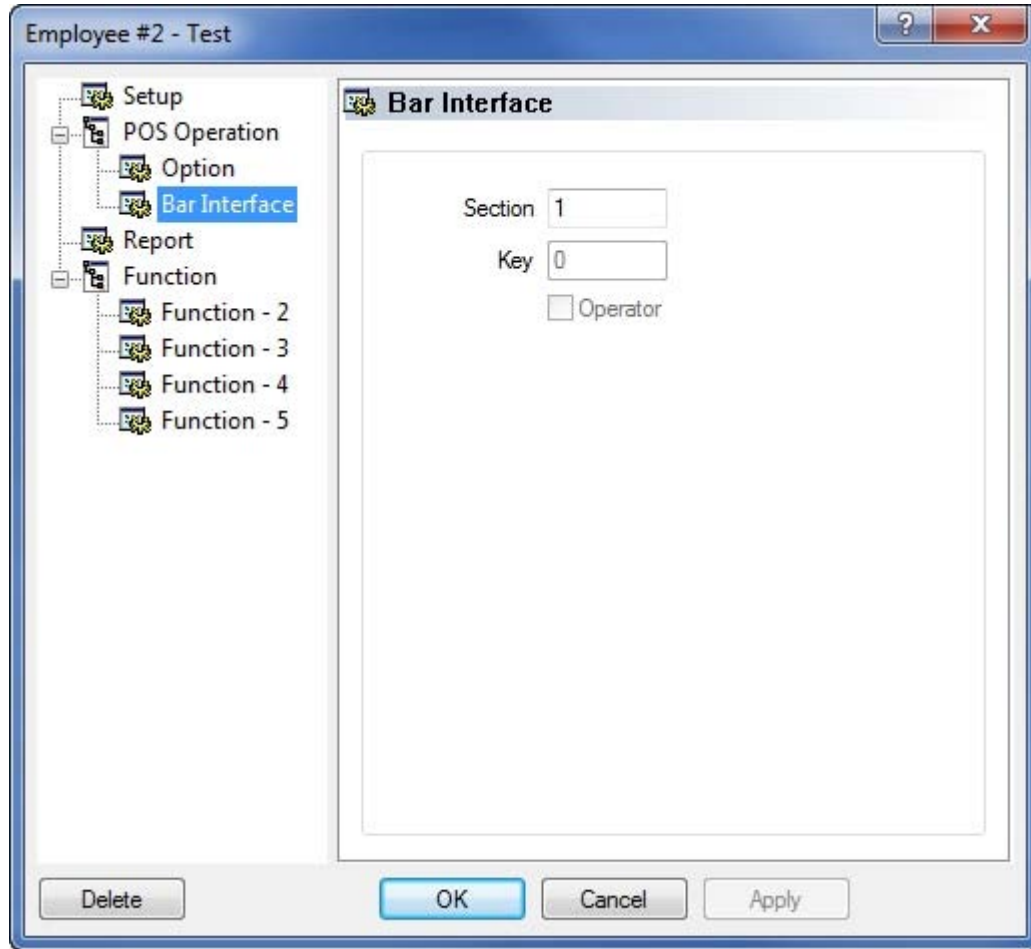 Employee #2 - Test
Setup
POS Operation
Option
Bar Interface
Report
Function
Function - 2
Function - 3
Function - 4
Function - 5
Bar Interface
Section 1
Key 0
Operator
Delete OK Cancel Apply